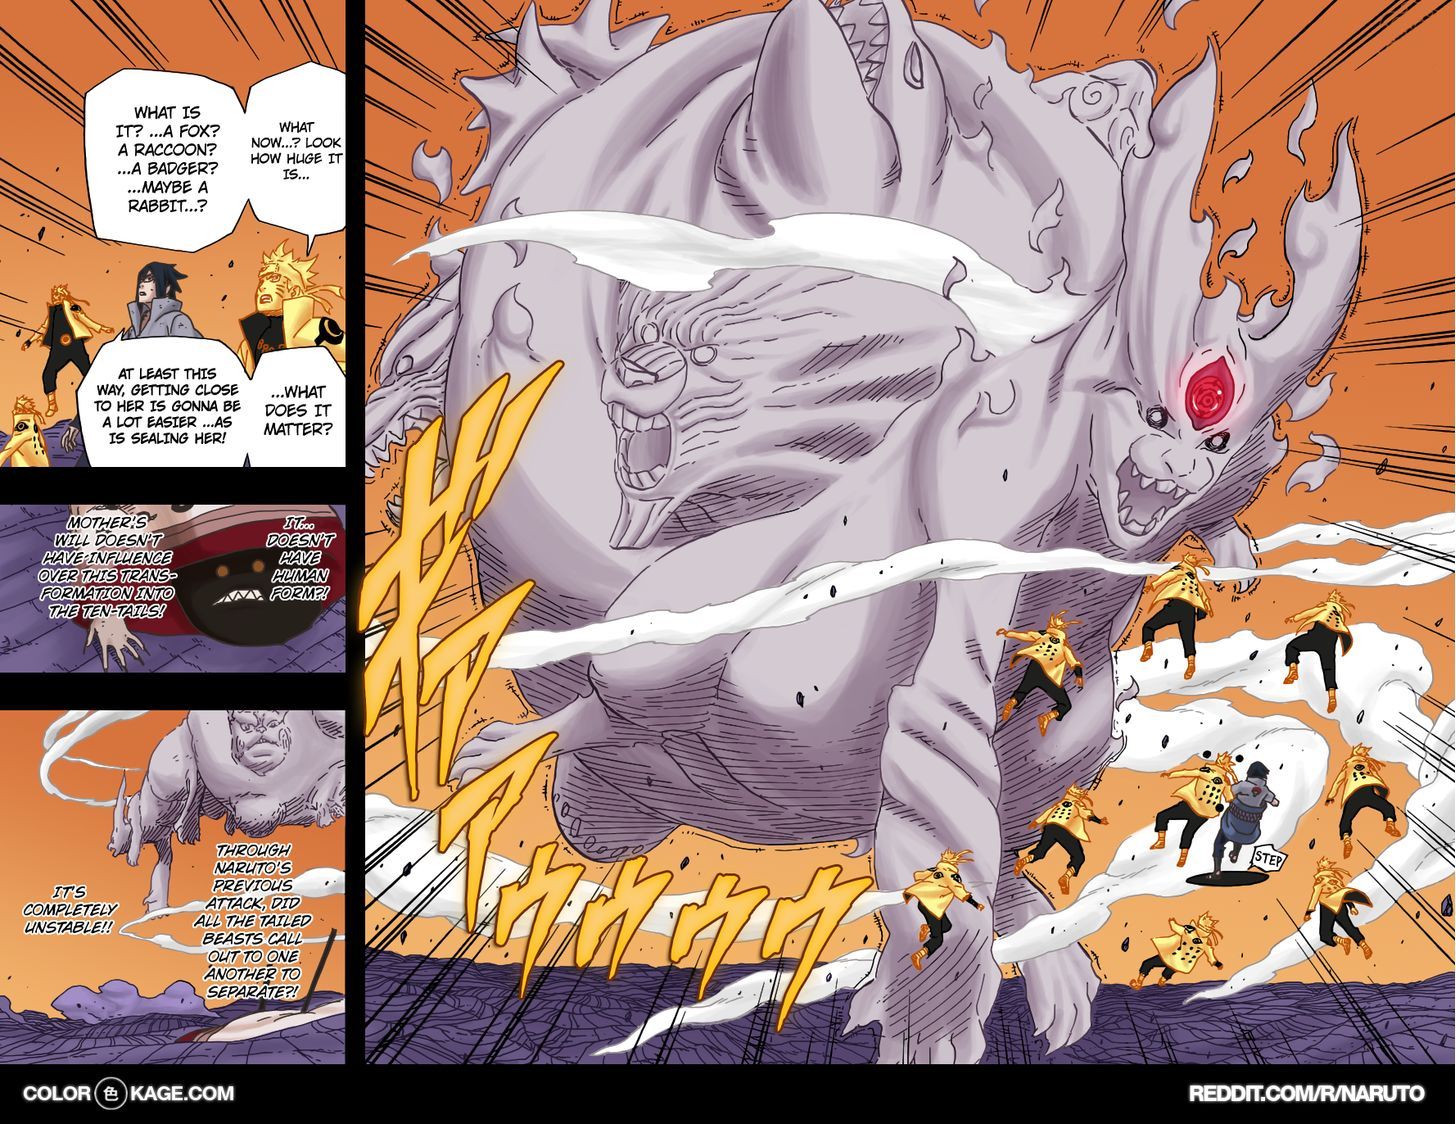 WHAT
NOW...? LOOK
HOW HUGE IT
IS...
WHAT IS
IT? ...A FOX?
A RACCOON?
...A BADGER?
...MAYBE A
RABBIT...?
...WHAT
DOES IT
MATTER?
AT LEAST THIS
WAY, GETTING CLOSE
TO HER IS GONNA BE
A LOT EASIER ...AS
IS SEALING HER!
IT...
DOESN'T
HAVE
HUMAN
FORM?!
MOTHER'S
WILL DOESN'T
HAVE INFLUENCE
OVER THIS TRANS-
FORMATION INTO
THE TEN-TAILS!
THROUGH
NARUTO'S
PREVIOUS
ATTACK, DID
ALL THE TAILED
BEASTS CALL
OUT TO ONE
ANOTHER TO
SEPARATE?!
IT'S
COMPLETELY
UNSTABLE!!
STEP
COLOR 色 KAGE.COM
REDDIT.COM/R/NARUTO